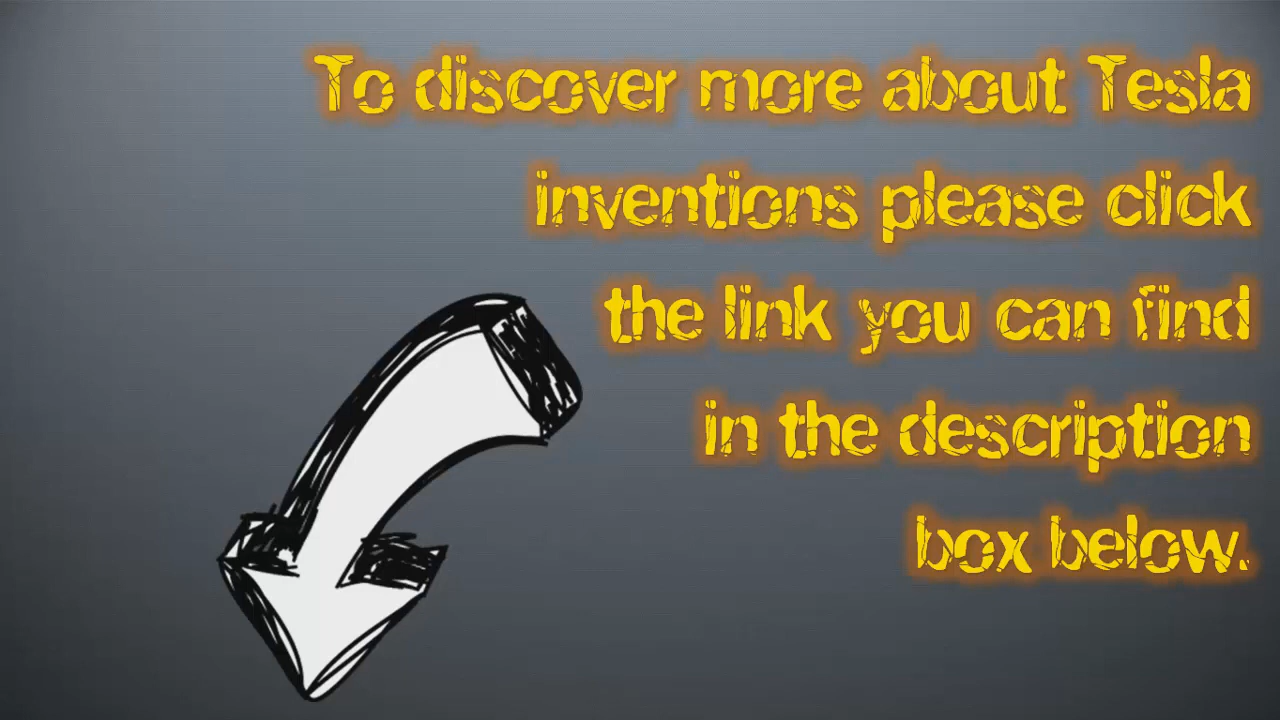 To discover more about Tesla
inventions please click
the link you can find
in the description
box below.